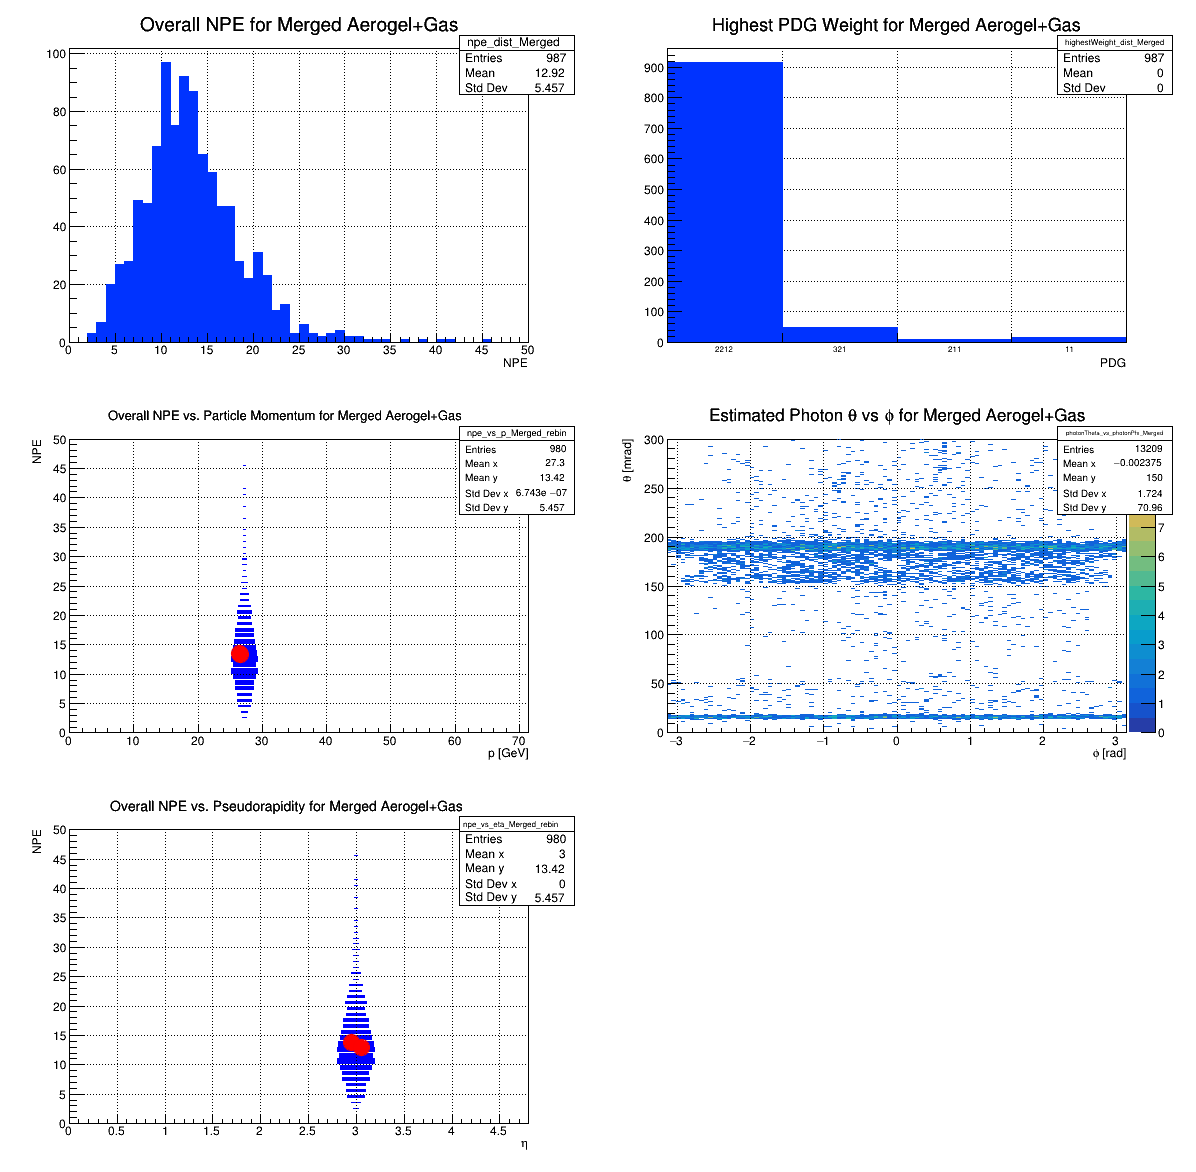 Overall NPE for Merged Aerogel+Gas
npe_dist_Merged
Entries 987
Mean 12.92
Std Dev 5.457
100
80
60
40
20
0
0 5 10 15 20 25 30 35 40 45 50
NPE
Highest PDG Weight for Merged Aerogel+Gas
highestWeight_dist_Merged
Entries 987
Mean 0
Std Dev 0
900
800
700
600
500
400
300
200
100
0
2212 321 211 11
PDG
Overall NPE vs. Particle Momentum for Merged Aerogel+Gas
npe_vs_p_Merged_rebin
Entries 980
Mean x 27.3
Mean y 13.42
Std Dev x 6.743e −07
Std Dev y 5.457
NPE
50
45
40
35
30
25
20
15
10
5
0
0 10 20 30 40 50 60 70
p [GeV]
Estimated Photon θ vs ϕ for Merged Aerogel+Gas
photonTheta_vs_photonPhi_Merged
Entries 13209
Mean x −0.002375
Mean y 150
Std Dev x 1.724
Std Dev y 70.96
θ [mrad]
300
250
200
150
100
50
0
−3 −2 −1 0 1 2 3
ϕ [rad]
7
6
5
4
3
2
1
0
Overall NPE vs. Pseudorapidity for Merged Aerogel+Gas
npe_vs_eta_Merged_rebin
Entries 980
Mean x 3
Mean y 13.42
Std Dev x 0
Std Dev y 5.457
NPE
50
45
40
35
30
25
20
15
10
5
0
0 0.5 1 1.5 2 2.5 3 3.5 4 4.5
η